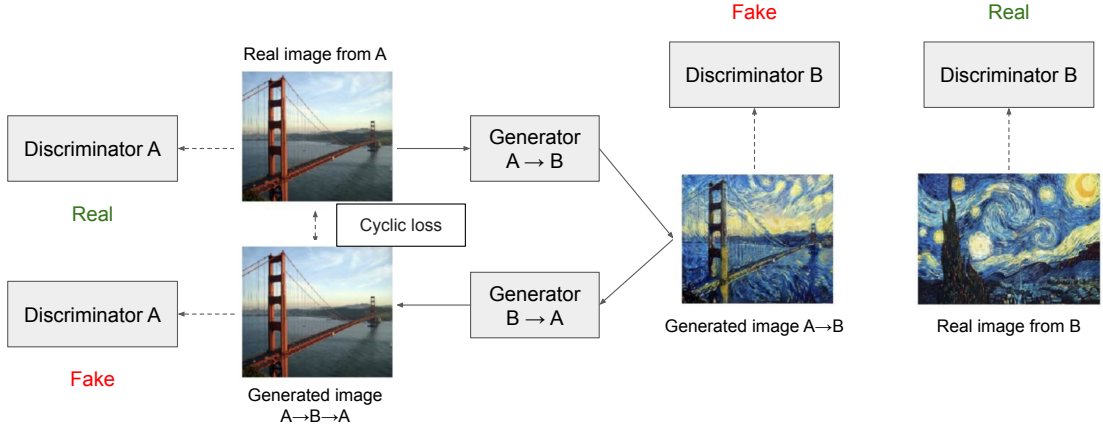 Fake
Real
Real image from A
Discriminator B
Discriminator B
Discriminator A
Generator
A → B
Real
Cyclic loss
Discriminator A
Generator
B → A
Generated image A→B
Real image from B
Fake
Generated image
A→B→A